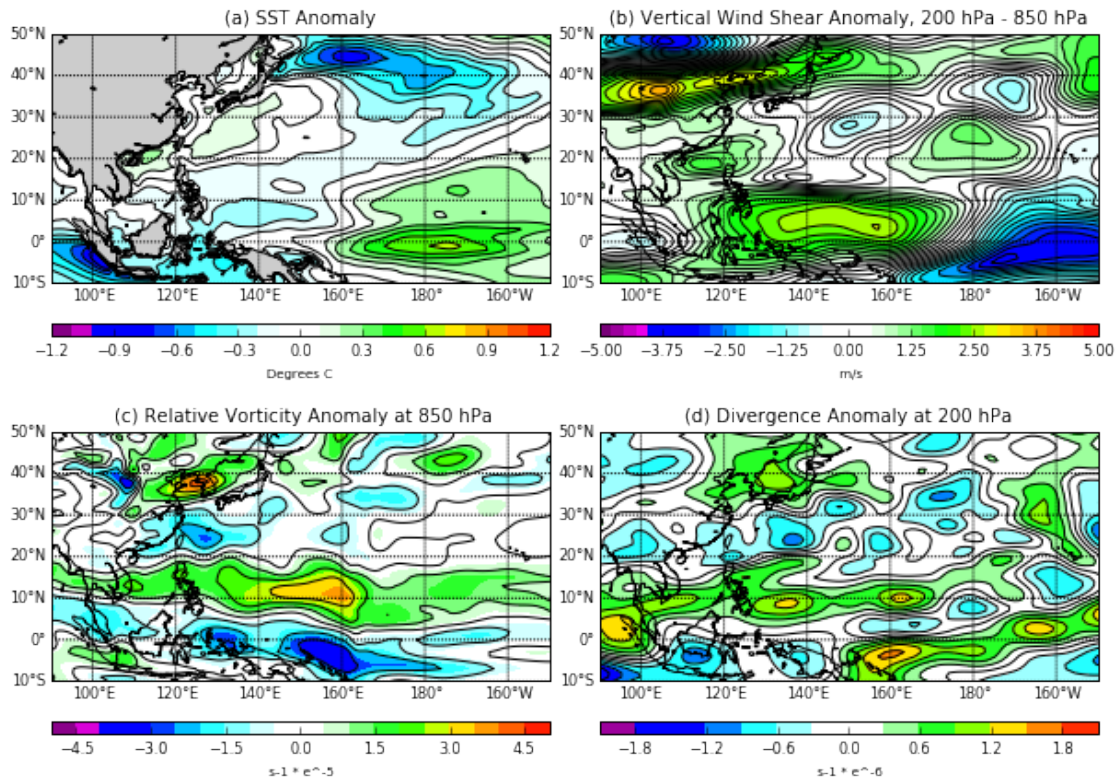 (a) SST Anomaly
50°N
40°N
30°N
20°N
10°N
0°
10°S
100°E 120°E 140°E 160°E 180° 160°W
−1.2 −0.9 −0.6 −0.3 0.0 0.3 0.6 0.9 1.2
Degrees C
(b) Vertical Wind Shear Anomaly, 200 hPa - 850 hPa
50°N
40°N
30°N
20°N
10°N
0°
10°S
100°E 120°E 140°E 160°E 180° 160°W
−5.00 −3.75 −2.50 −1.25 0.00 1.25 2.50 3.75 5.00
m/s
(c) Relative Vorticity Anomaly at 850 hPa
50°N
40°N
30°N
20°N
10°N
0°
10°S
100°E 120°E 140°E 160°E 180° 160°W
−4.5 −3.0 −1.5 0.0 1.5 3.0 4.5
s-1 * e^-5
(d) Divergence Anomaly at 200 hPa
50°N
40°N
30°N
20°N
10°N
0°
10°S
100°E 120°E 140°E 160°E 180° 160°W
−1.8 −1.2 −0.6 0.0 0.6 1.2 1.8
s-1 * e^-6